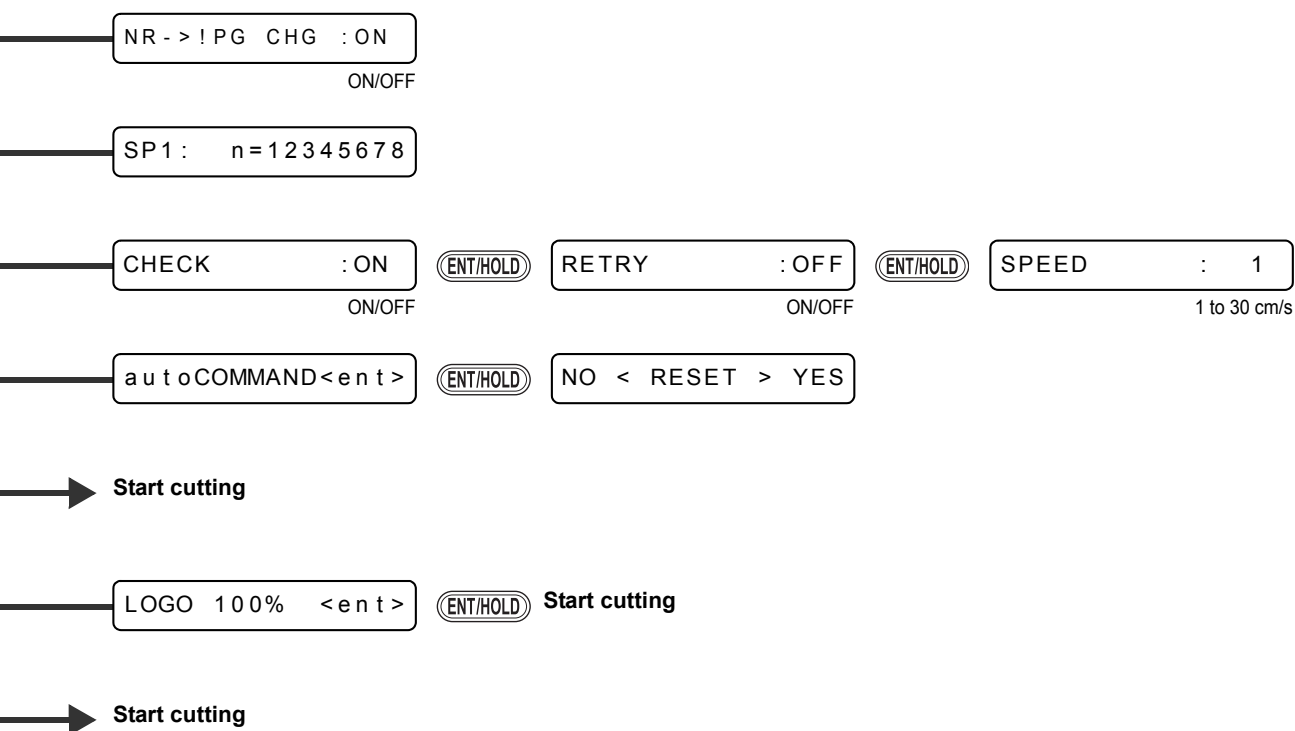 NR->!PG CHG :ON
ON/OFF
SP1: n=12345678
CHECK :ON ENT/HOLD RETRY :OFF ENT/HOLD SPEED : 1
ON/OFF ON/OFF 1 to 30 cm/s
autoCOMMAND<ent> ENT/HOLD NO < RESET > YES
Start cutting
LOGO 100% <ent> ENT/HOLD Start cutting
Start cutting